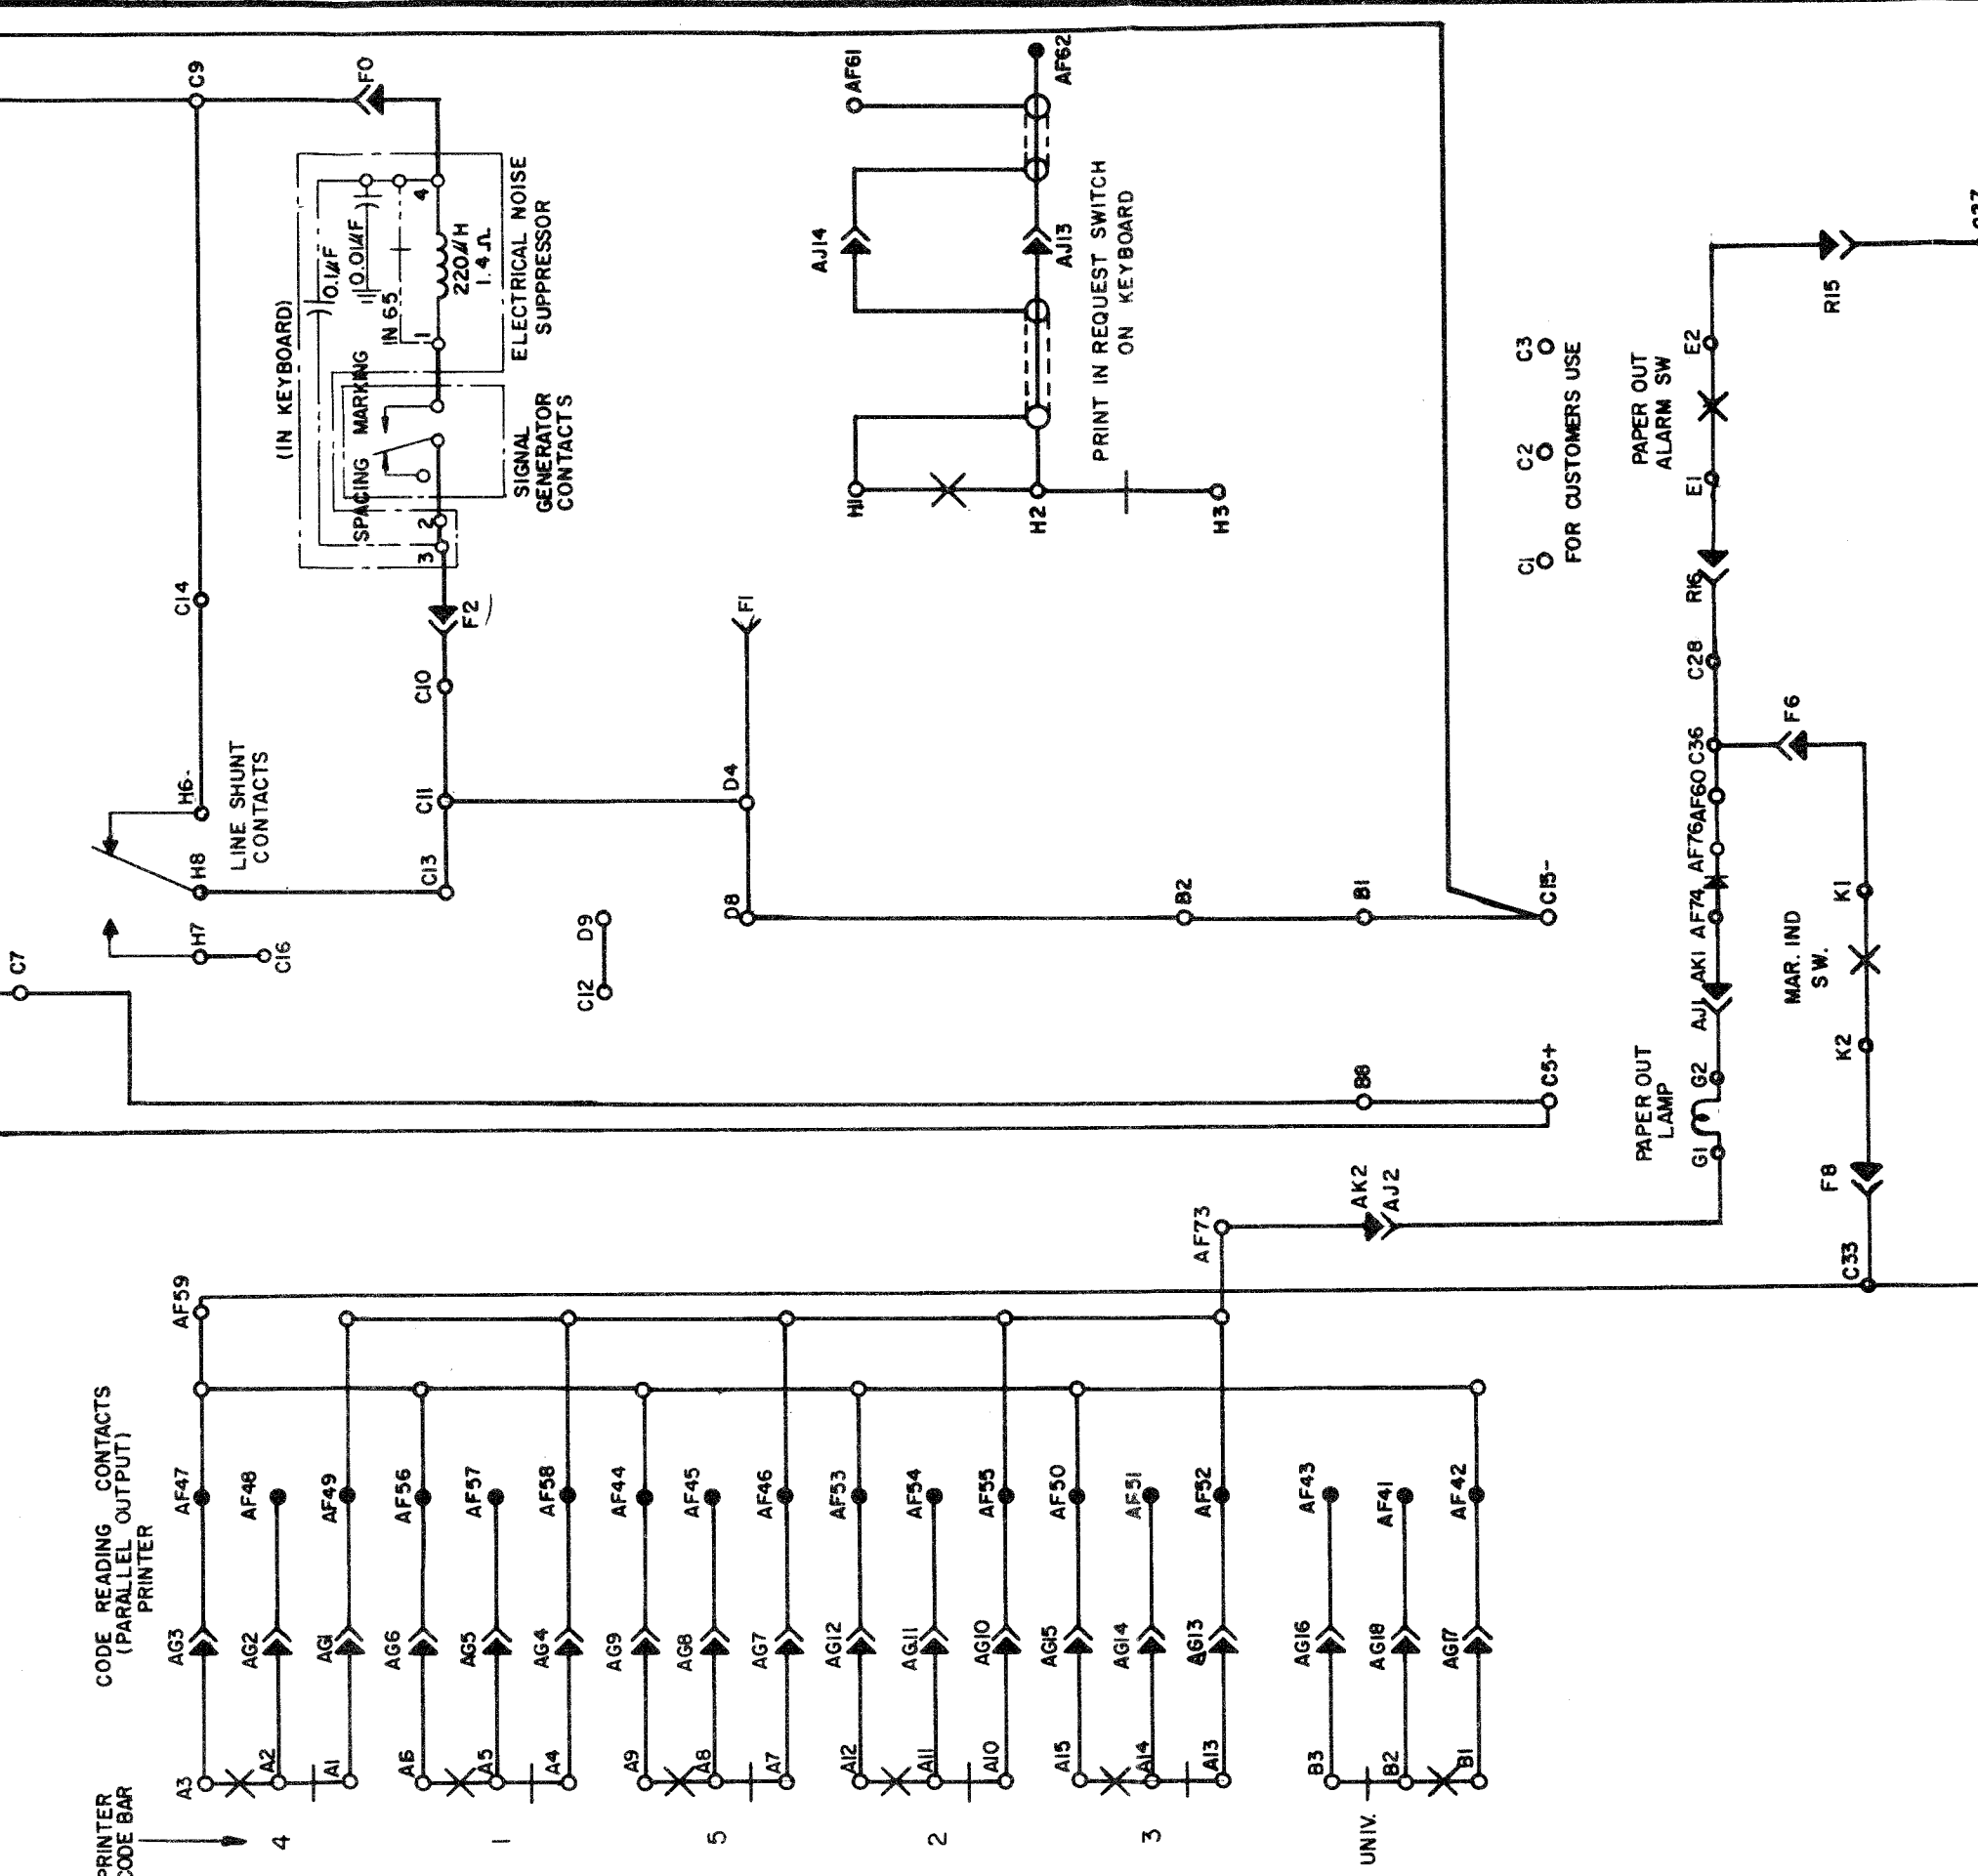 C9
F0
AF61
AF62
(IN KEYBOARD)
0.1µF
0.01µF
4
IN 65
220µH
1.4 Ω
1
ELECTRICAL NOISE
SUPPRESSOR
MARKING
SPACING
SIGNAL
GENERATOR
CONTACTS
2
3
F2
AJ14
AJ13
PRINT IN REQUEST SWITCH
ON KEYBOARD
H1
H2
H3
C3
C2
C1
FOR CUSTOMERS USE
PAPER OUT
ALARM SW
E2
E1
R15
R16
C14
C10
F1
C28
C36
F6
H6-
LINE SHUNT
CONTACTS
H8
C11
C13
D4
D8
B2
B1
C15-
AF60
AF76
AF74
AK1
AJ1
K1
MAR. IND
SW.
K2
C7
H7
C16
D9
C12
B8
C5+
PAPER OUT
LAMP
G2
G1
F8
C33
AK2
AJ2
AF73
AF59
CODE READING CONTACTS
(PARALLEL OUTPUT)
PRINTER
AF47
AF48
AF49
AF56
AF57
AF58
AF44
AF45
AF46
AF53
AF54
AF55
AF50
AF51
AF52
AF43
AF41
AF42
AG3
AG2
AG1
AG6
AG5
AG4
AG9
AG8
AG7
AG12
AG11
AG10
AG15
AG14
AG13
AG16
AG18
AG17
A3
A2
A1
A6
A5
A4
A9
A8
A7
A12
A11
A10
A15
A14
A13
B3
B2
B1
PRINTER
CODE BAR
4
1
5
2
3
UNIV.